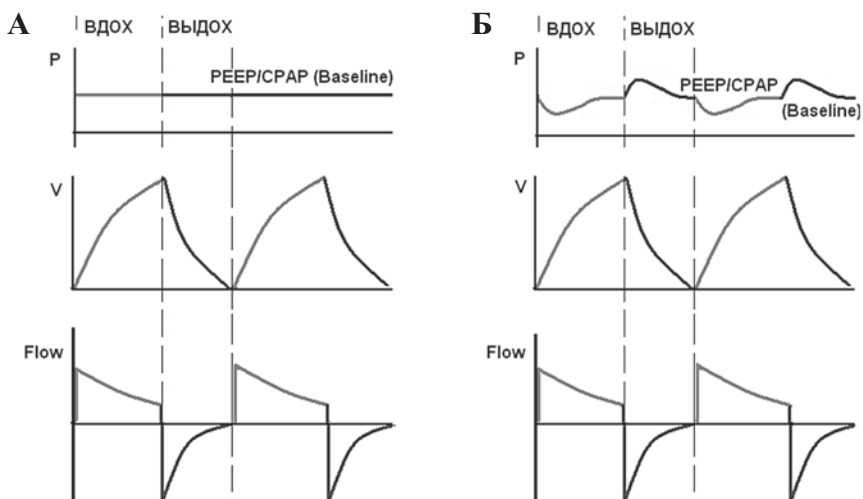 А
ВДОХ ВЫДОХ
P
PEEP/CPAP (Baseline)
V
Flow
Б
ВДОХ ВЫДОХ
P
PEEP/CPAP
(Baseline)
V
Flow